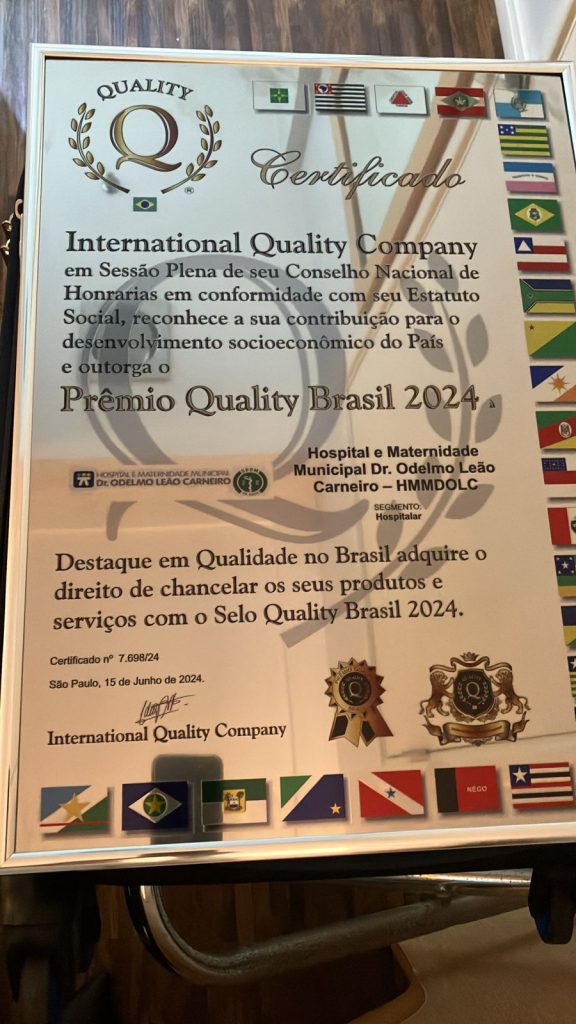 QUALITY
Q
®
Certificado
International Quality Company
em Sessão Plena de seu Conselho Nacional de
Honrarias em conformidade com seu Estatuto
Social, reconhece a sua contribuição para o
desenvolvimento socioeconômico do País
e outorga o
Prêmio Quality Brasil 2024
à
Hospital e Maternidade
Municipal Dr. Odelmo Leão
Carneiro – HMMDOLC
HOSPITAL E MATERNIDADE MUNICIPAL
Dr. ODELMO LEÃO CARNEIRO
SEGMENTO:
Hospitalar
Destaque em Qualidade no Brasil adquire o
direito de chancelar os seus produtos e
serviços com o Selo Quality Brasil 2024.
Certificado nº 7.698/24
São Paulo, 15 de Junho de 2024.
International Quality Company
Q
QUALITY
Q
NÉGO